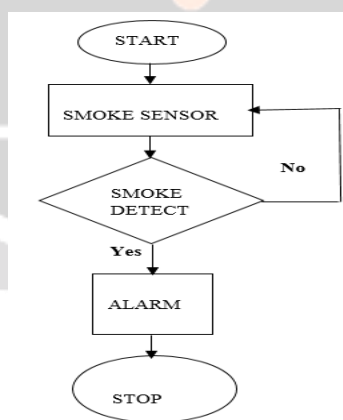 START
SMOKE SENSOR
No
SMOKE
DETECT
Yes
ALARM
STOP